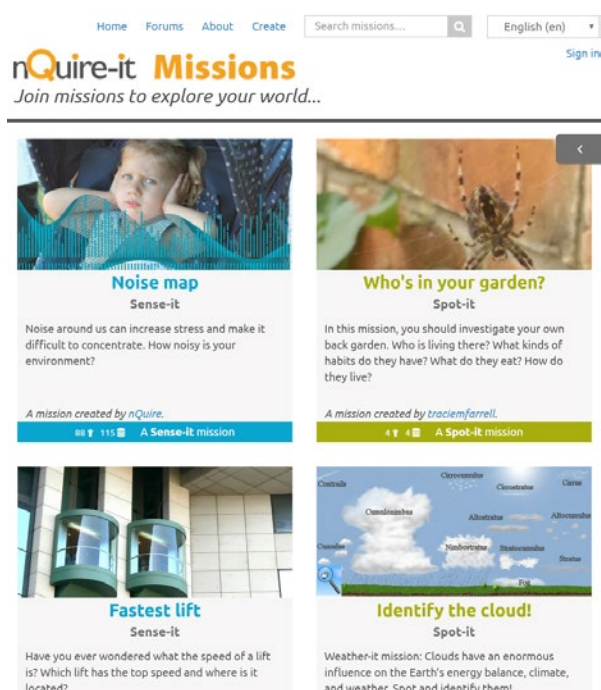 Home Forums About Create Search missions... English (en)
Sign in
nQuire-it Missions
Join missions to explore your world...
Noise map
Sense-it
Noise around us can increase stress and make it
difficult to concentrate. How noisy is your
environment?
A mission created by nQuire.
88 115 A Sense-it mission
Who's in your garden?
Spot-it
In this mission, you should investigate your own
back garden. Who is living there? What kinds of
habits do they have? What do they eat? How do
they live?
A mission created by traciemfarrell.
4 4 A Spot-it mission
Fastest lift
Sense-it
Have you ever wondered what the speed of a lift
is? Which lift has the top speed and where is it
located?
Contrails
Cirrocumulus
Cirrostratus
Cirrus
Cumulonimbus
Altostratus
Altocumulus
Cumulus
Nimbostratus
Stratocumulus
Stratus
Fog
Identify the cloud!
Spot-it
Weather-it mission: Clouds have an enormous
influence on the Earth's energy balance, climate,
and weather. Spot and identify them!